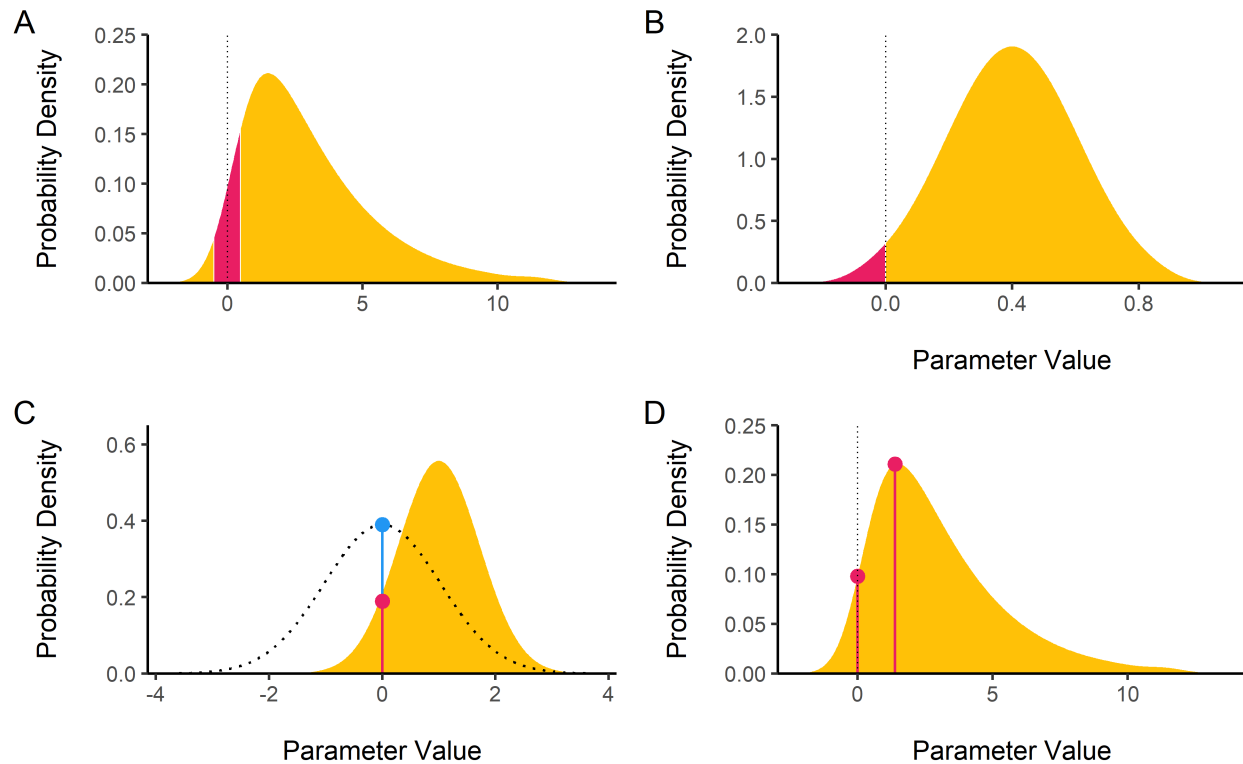 A
Probability Density
0.25
0.20
0.15
0.10
0.05
0.00
0 5 10
B
Probability Density
2.0
1.5
1.0
0.5
0.0
0.0 0.4 0.8
Parameter Value
C
Probability Density
0.6
0.4
0.2
0.0
-4 -2 0 2 4
Parameter Value
D
Probability Density
0.25
0.20
0.15
0.10
0.05
0.00
0 5 10
Parameter Value